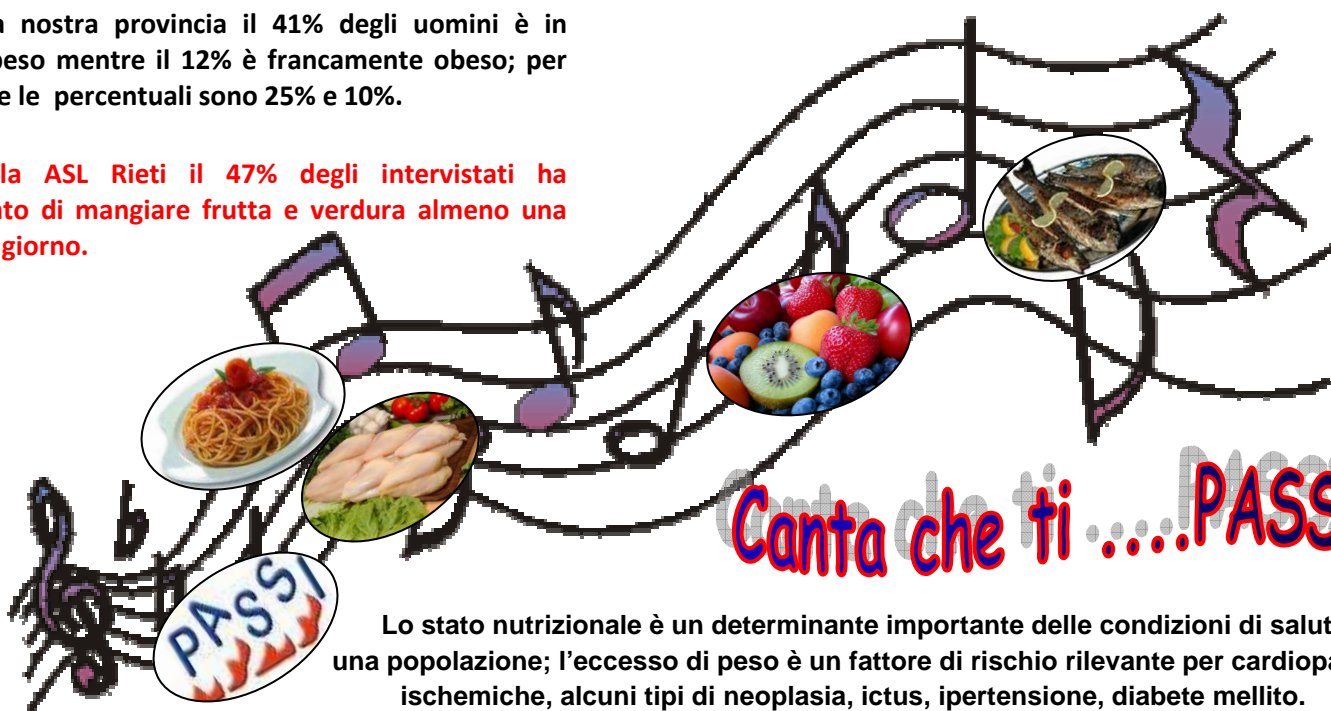 a nostra provincia il 41% degli uomini è in
peso mentre il 12% è francamente obeso; per
e le percentuali sono 25% e 10%.
la ASL Rieti il 47% degli intervistati ha
to di mangiare frutta e verdura almeno una
giorno.
PASSI
Canta che ti .....PASS
Lo stato nutrizionale è un determinante importante delle condizioni di salut
una popolazione; l'eccesso di peso è un fattore di rischio rilevante per cardiopa
ischemiche, alcuni tipi di neoplasia, ictus, ipertensione, diabete mellito.